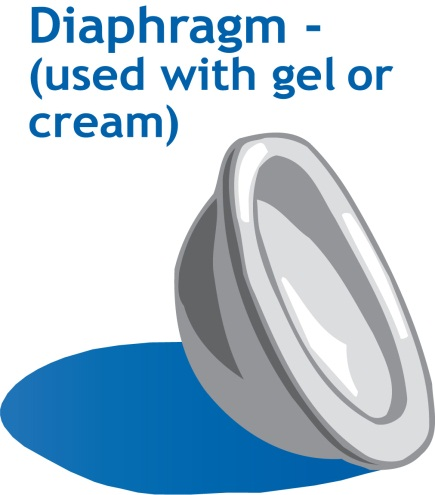 Diaphragm -
(used with gel or
cream)